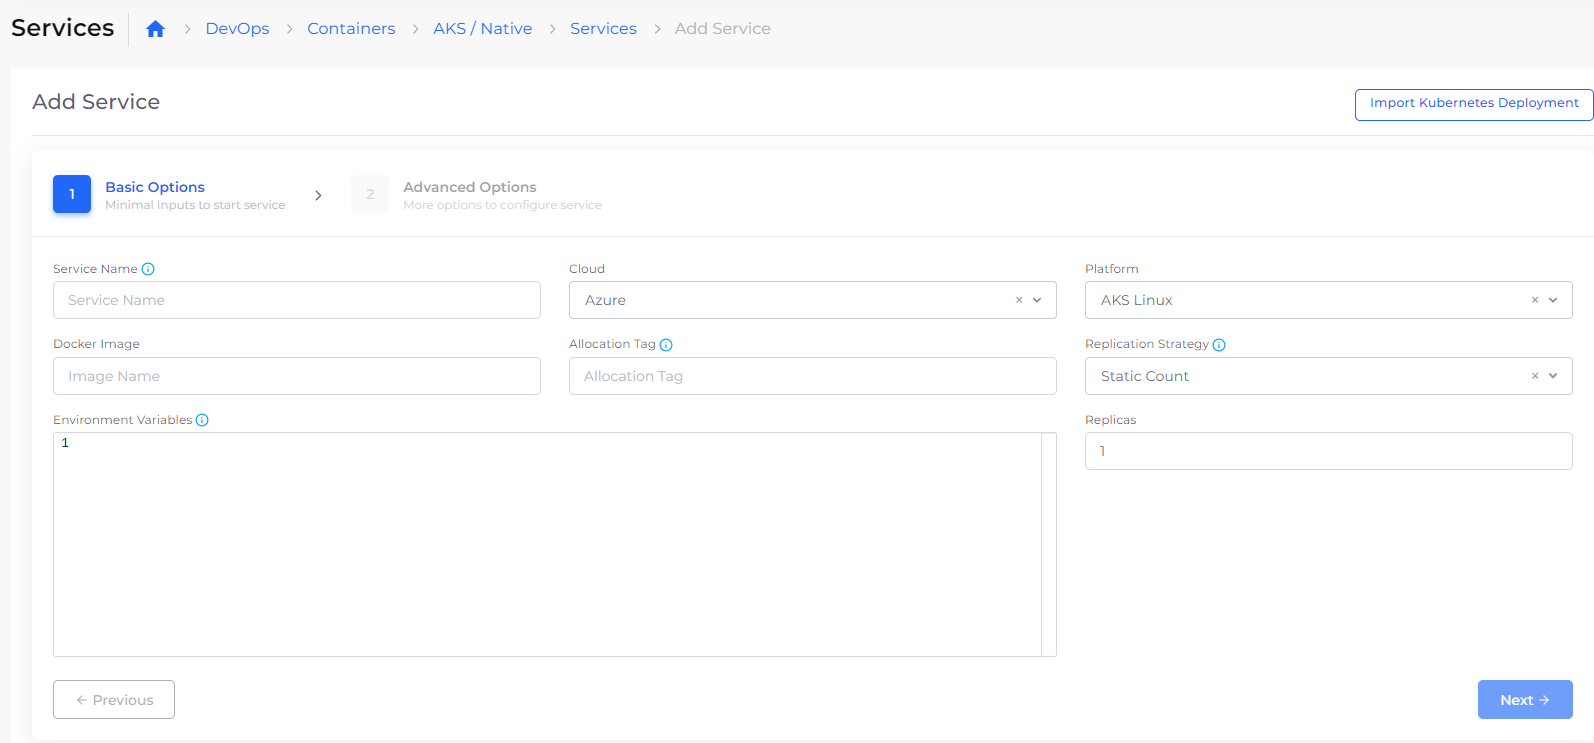 Services
DevOps > Containers > AKS / Native > Services > Add Service
Add Service
Import Kubernetes Deployment
1
Basic Options
Minimal Inputs to start service
2
Advanced Options
More options to configure service
Service Name
Service Name
Cloud
Azure
Platform
AKS Linux
Docker Image
Image Name
Allocation Tag
Allocation Tag
Replication Strategy
Static Count
Environment Variables
1
Replicas
1
← Previous
Next →